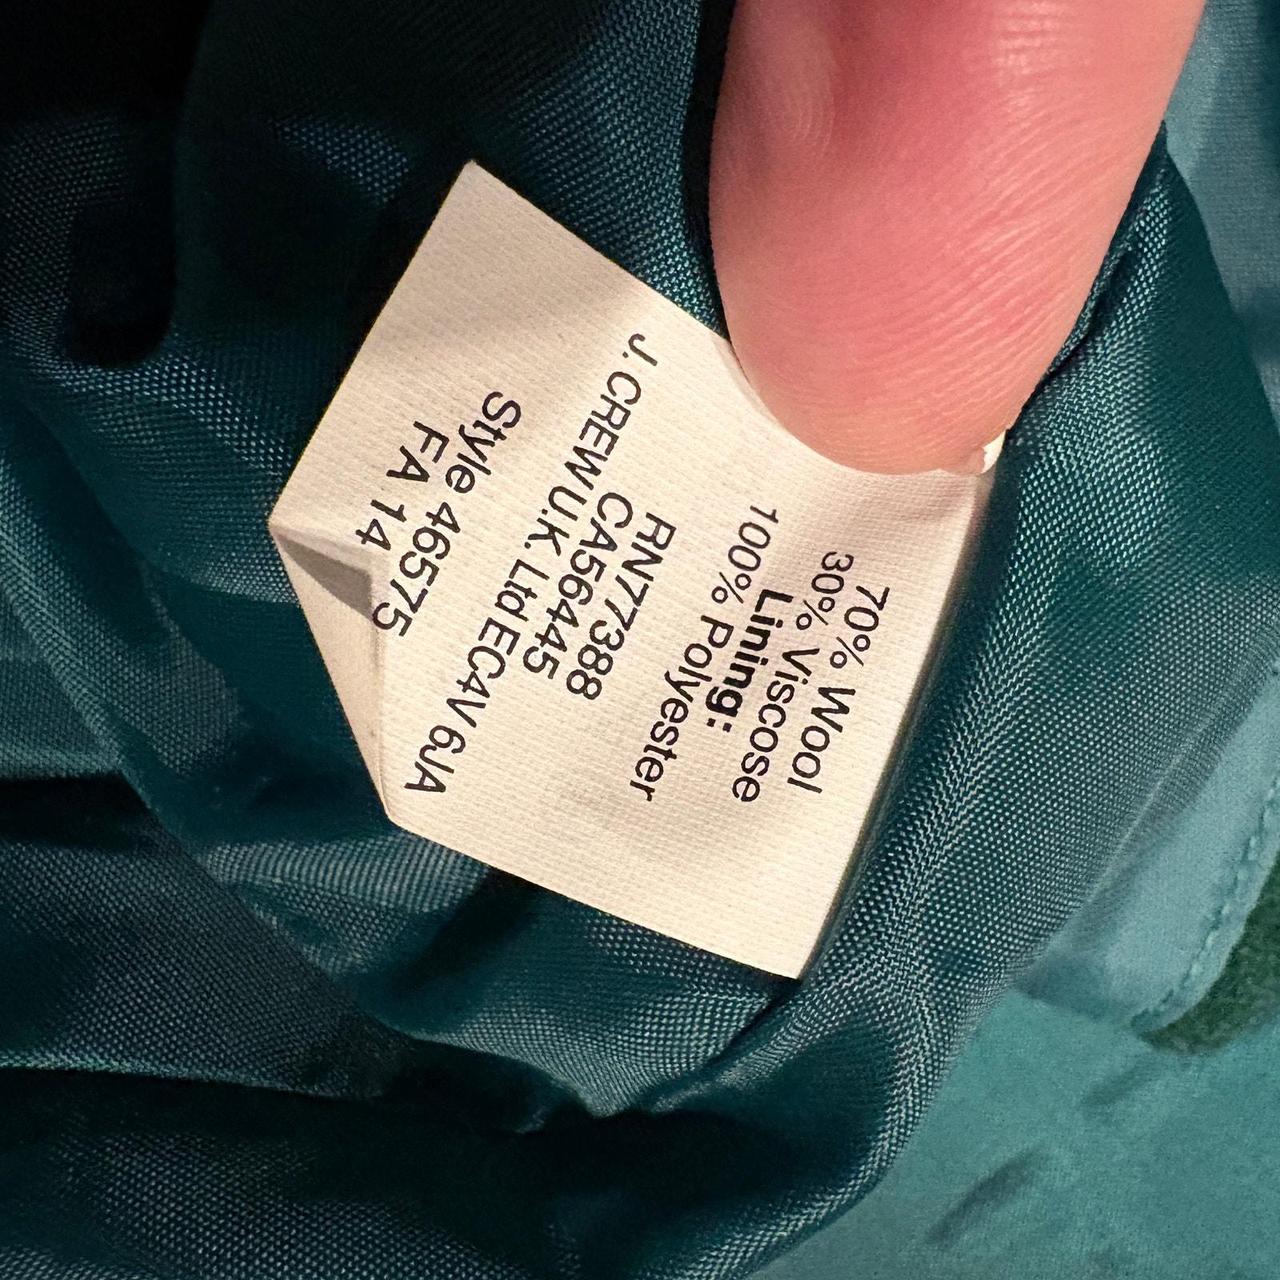 70% Wool
30% Viscose
Lining:
100% Polyester
RN77388
CA56445
J.CREW U.K. Ltd EC4V 6JA
Style 46575
FA 14